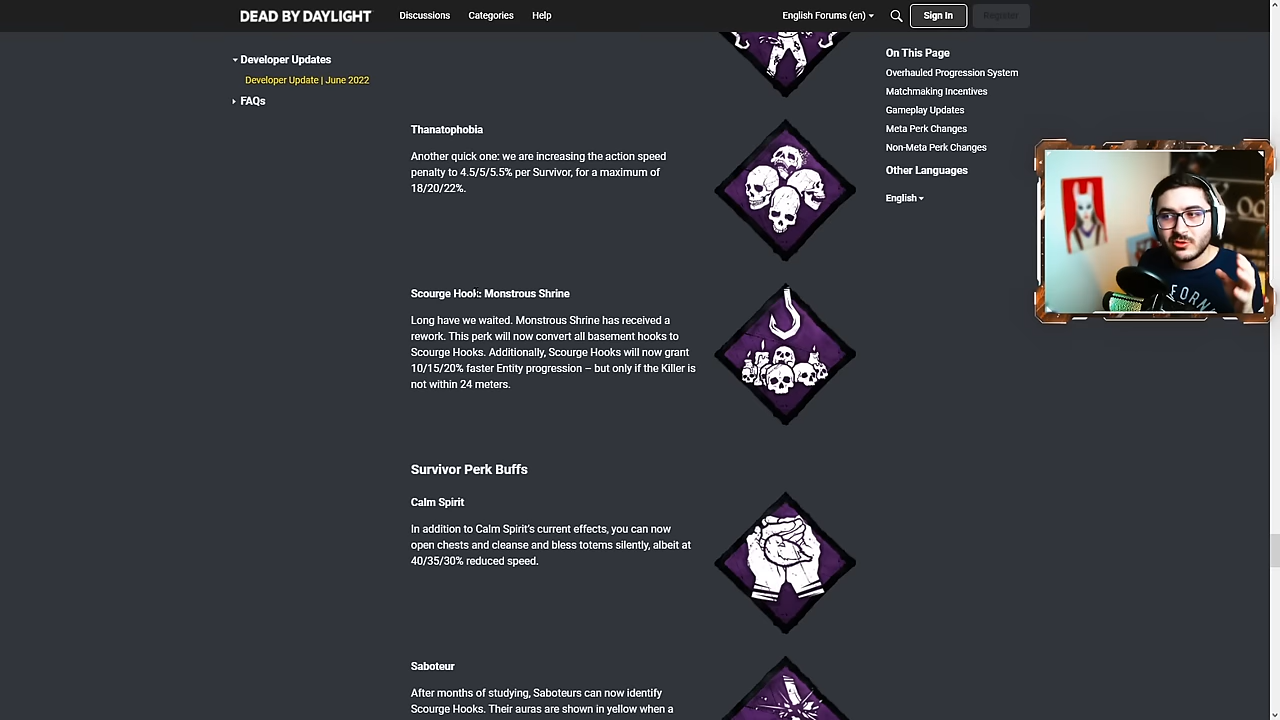 DEAD BY DAYLIGHT
Discussions
Categories
Help
English Forums (en)
Sign In
Register
Developer Updates
Developer Update | June 2022
FAQs
Thanatophobia
Another quick one: we are increasing the action speed
penalty to 4.5/5/5.5% per Survivor, for a maximum of
18/20/22%.
Scourge Hook: Monstrous Shrine
Long have you waited. Monstrous Shrine has received a
rework. This perk will now convert all basement hooks to
Scourge Hooks. Additionally, Scourge Hooks will now grant
10/15/20% faster Entity progression – but only if the Killer is
not within 24 meters.
Survivor Perk Buffs
Calm Spirit
In addition to Calm Spirit's current effects, you can now
open chests and cleanse and bless totems silently, albeit at
40/35/30% reduced speed.
Saboteur
After months of studying, Saboteurs can now identify
Scourge Hooks. Their auras are shown in yellow when a
On This Page
Overhauled Progression System
Matchmaking Incentives
Gameplay Updates
Meta Perk Changes
Non-Meta Perk Changes
Other Languages
English